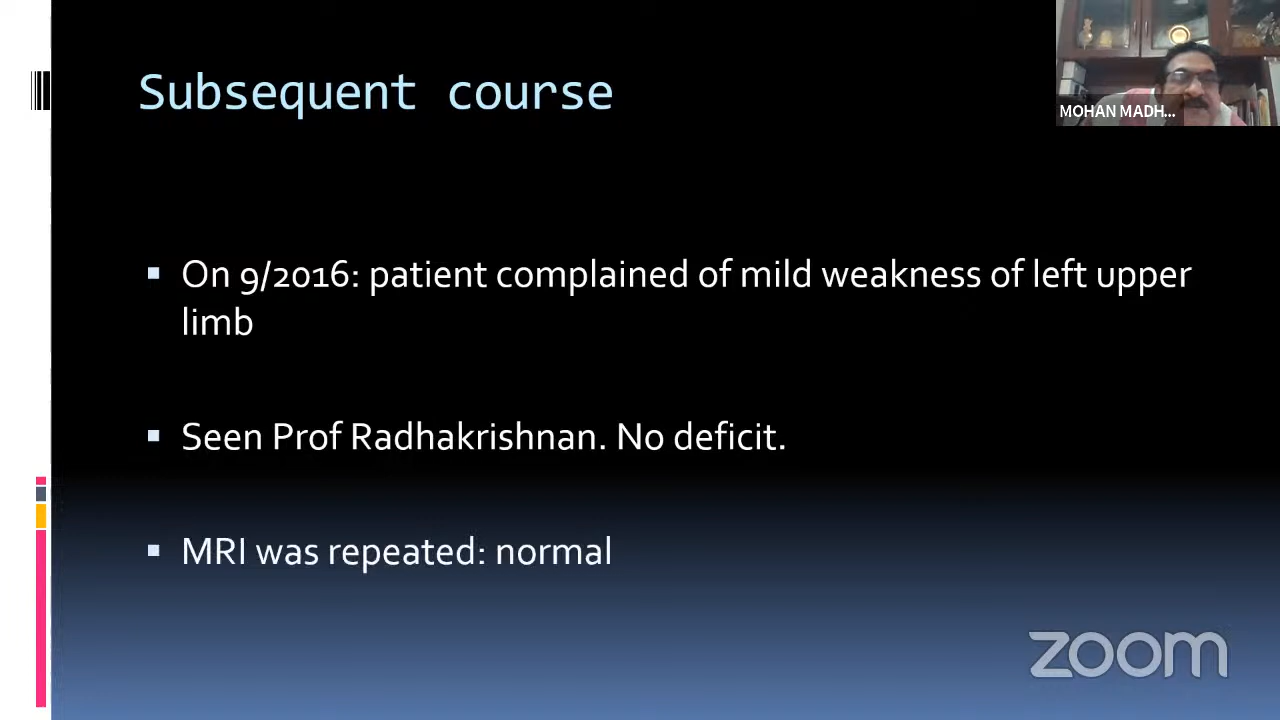 Subsequent course
MOHAN MADH...
On 9/2016: patient complained of mild weakness of left upper
limb
Seen Prof Radhakrishnan. No deficit.
MRI was repeated: normal
zoom